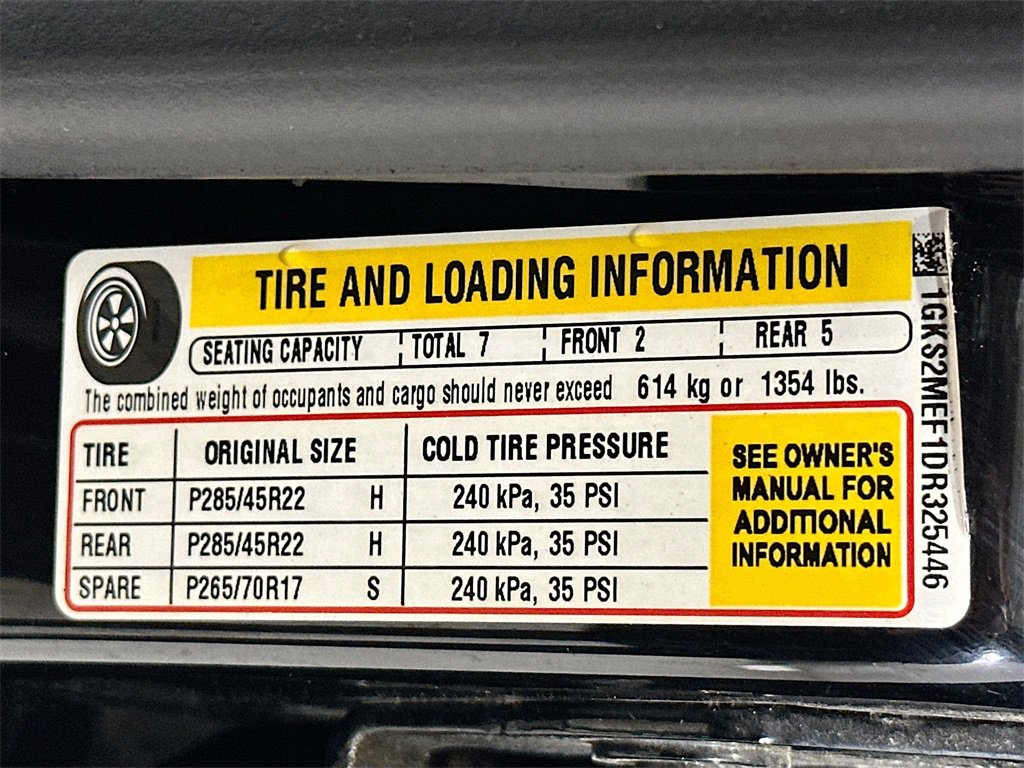 TIRE AND LOADING INFORMATION
SEATING CAPACITY TOTAL 7 FRONT 2 REAR 5
The combined weight of occupants and cargo should never exceed 614 kg or 1354 lbs.
TIRE ORIGINAL SIZE COLD TIRE PRESSURE
FRONT P285/45R22 H 240 kPa, 35 PSI
REAR P285/45R22 H 240 kPa, 35 PSI
SPARE P265/70R17 S 240 kPa, 35 PSI
SEE OWNER'S
MANUAL FOR
ADDITIONAL
INFORMATION
1GKS2MEF1DR325446